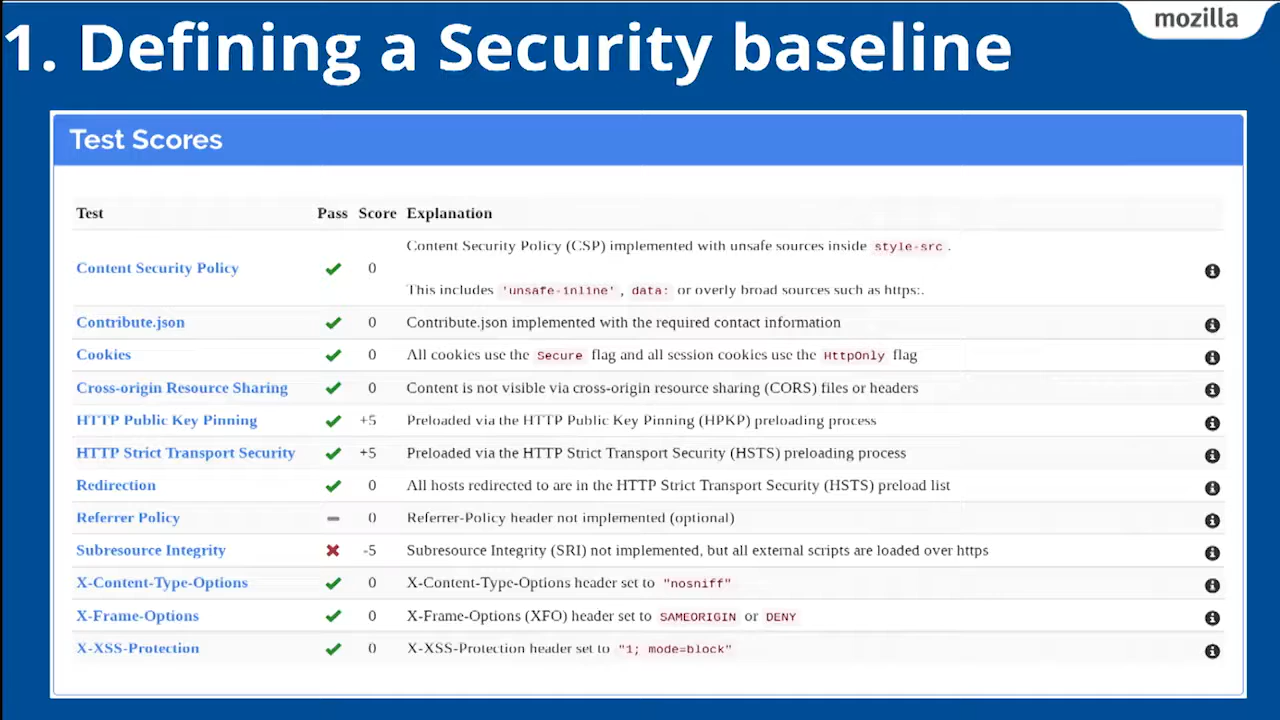 mozilla
1. Defining a Security baseline
Test Scores
Test Pass Score Explanation
Content Security Policy 0 Content Security Policy (CSP) implemented with unsafe sources inside style-src .
This includes 'unsafe-inline' , data: or overly broad sources such as https:.
Contribute.json 0 Contribute.json implemented with the required contact information
Cookies 0 All cookies use the Secure flag and all session cookies use the HttpOnly flag
Cross-origin Resource Sharing 0 Content is not visible via cross-origin resource sharing (CORS) files or headers
HTTP Public Key Pinning +5 Preloaded via the HTTP Public Key Pinning (HPKP) preloading process
HTTP Strict Transport Security +5 Preloaded via the HTTP Strict Transport Security (HSTS) preloading process
Redirection 0 All hosts redirected to are in the HTTP Strict Transport Security (HSTS) preload list
Referrer Policy 0 Referrer-Policy header not implemented (optional)
Subresource Integrity -5 Subresource Integrity (SRI) not implemented, but all external scripts are loaded over https
X-Content-Type-Options 0 X-Content-Type-Options header set to "nosniff"
X-Frame-Options 0 X-Frame-Options (XFO) header set to SAMEORIGIN or DENY
X-XSS-Protection 0 X-XSS-Protection header set to "1; mode=block"